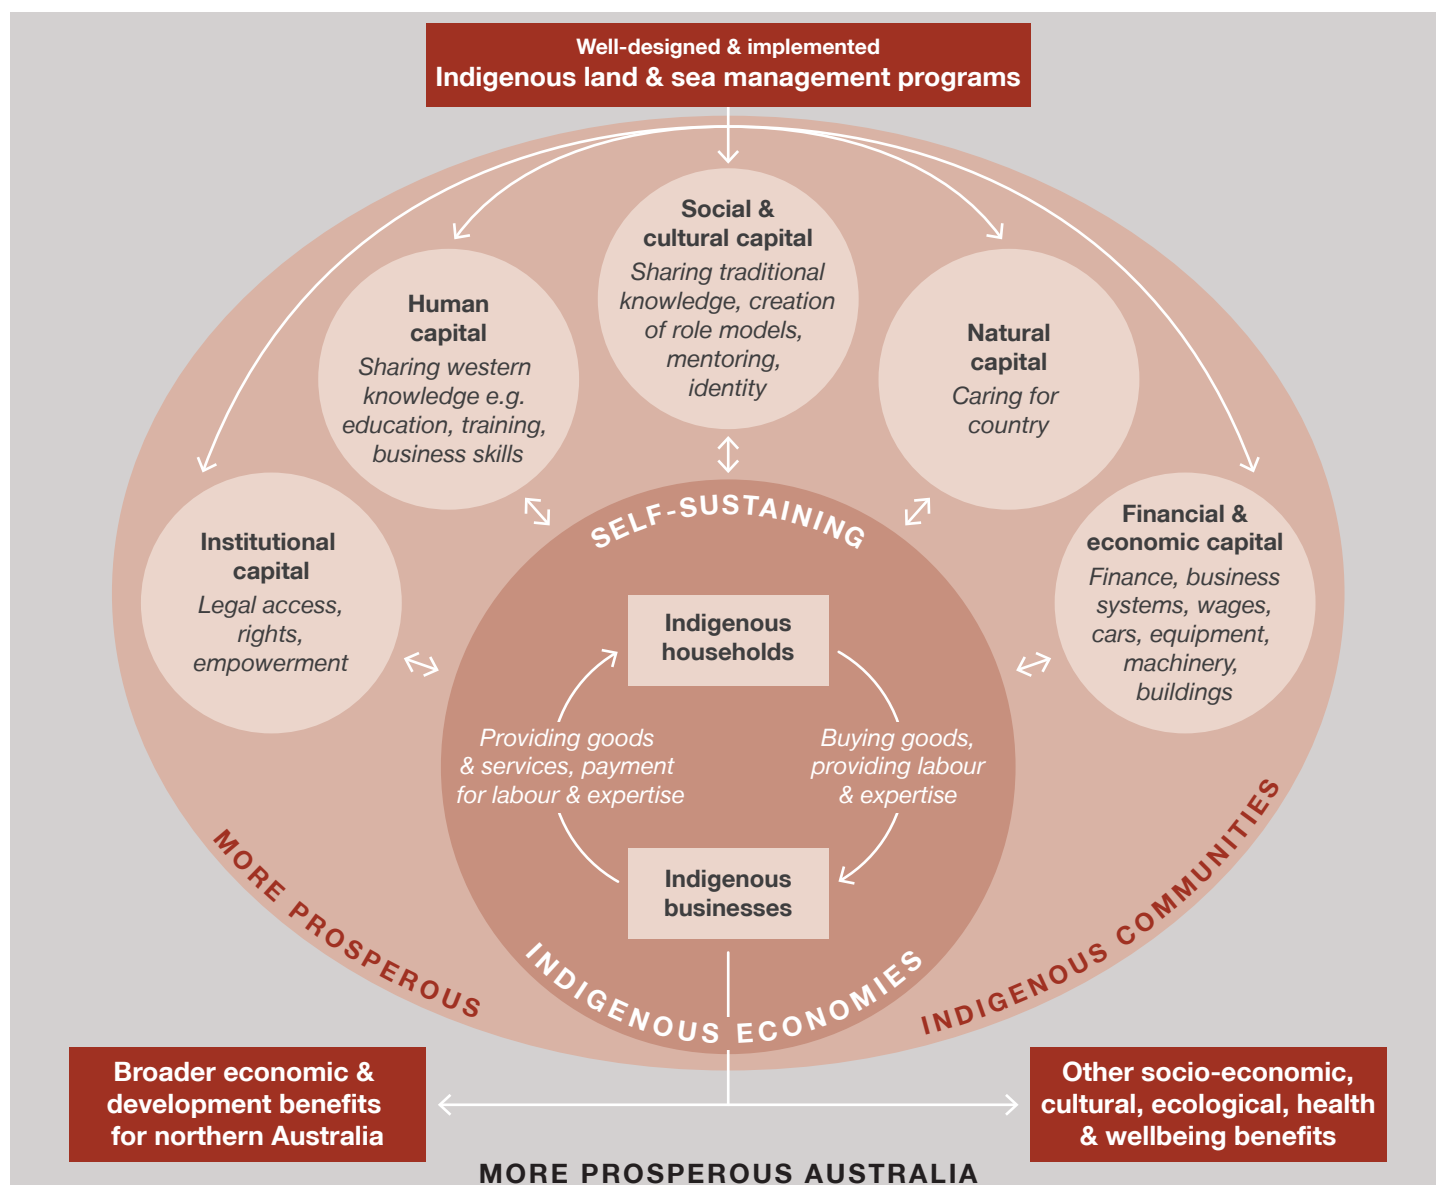 Well-designed & implemented
Indigenous land & sea management programs
Social &
cultural capital
Sharing traditional
knowledge, creation
of role models,
mentoring,
identity
Human
capital
Sharing western
knowledge e.g.
education, training,
business skills
Natural
capital
Caring for
country
Institutional
capital
Legal access,
rights,
empowerment
Financial &
economic capital
Finance, business
systems, wages,
cars, equipment,
machinery,
buildings
SELF-SUSTAINING
Indigenous
households
Providing goods
& services, payment
for labour & expertise
Buying goods,
providing labour
& expertise
Indigenous
businesses
INDIGENOUS ECONOMIES
MORE PROSPEROUS
INDIGENOUS COMMUNITIES
Broader economic &
development benefits
for northern Australia
Other socio-economic,
cultural, ecological, health
& wellbeing benefits
MORE PROSPEROUS AUSTRALIA